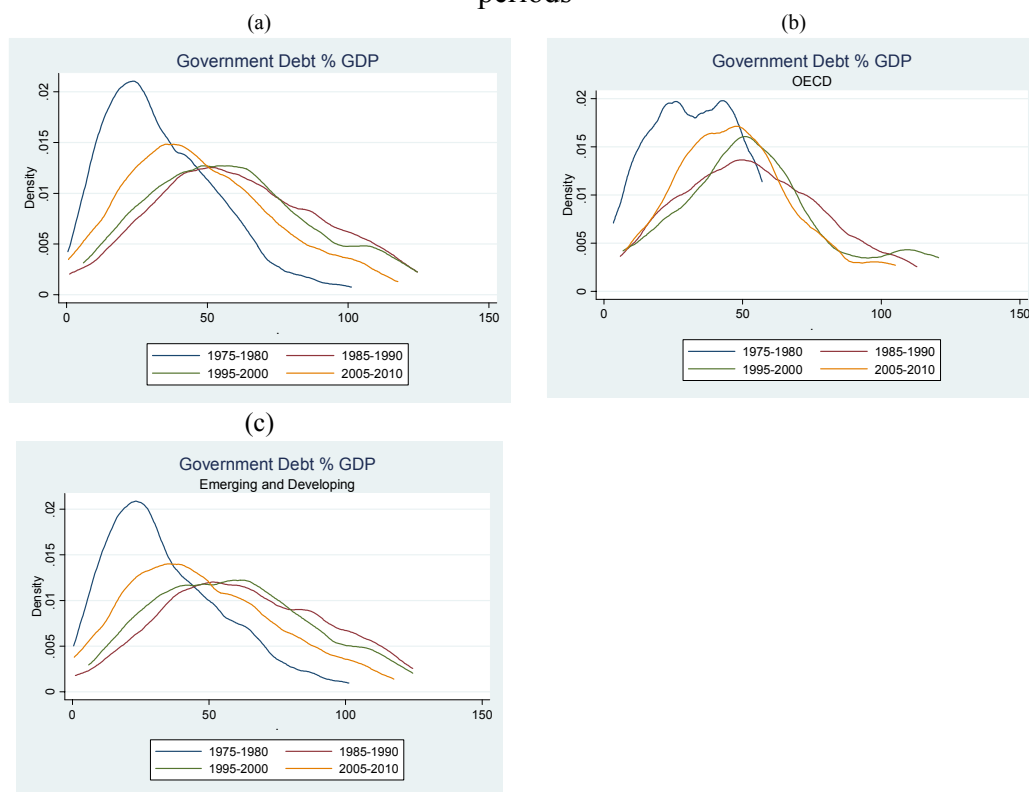 periods
(a)
Government Debt % GDP
.02
.015
Density
.01
.005
0
0 50 100 150
.
1975-1980 1985-1990
1995-2000 2005-2010
(b)
Government Debt % GDP
OECD
.02
.015
Density
.01
.005
0
0 50 100 150
.
1975-1980 1985-1990
1995-2000 2005-2010
(c)
Government Debt % GDP
Emerging and Developing
.02
.015
Density
.01
.005
0
0 50 100 150
.
1975-1980 1985-1990
1995-2000 2005-2010